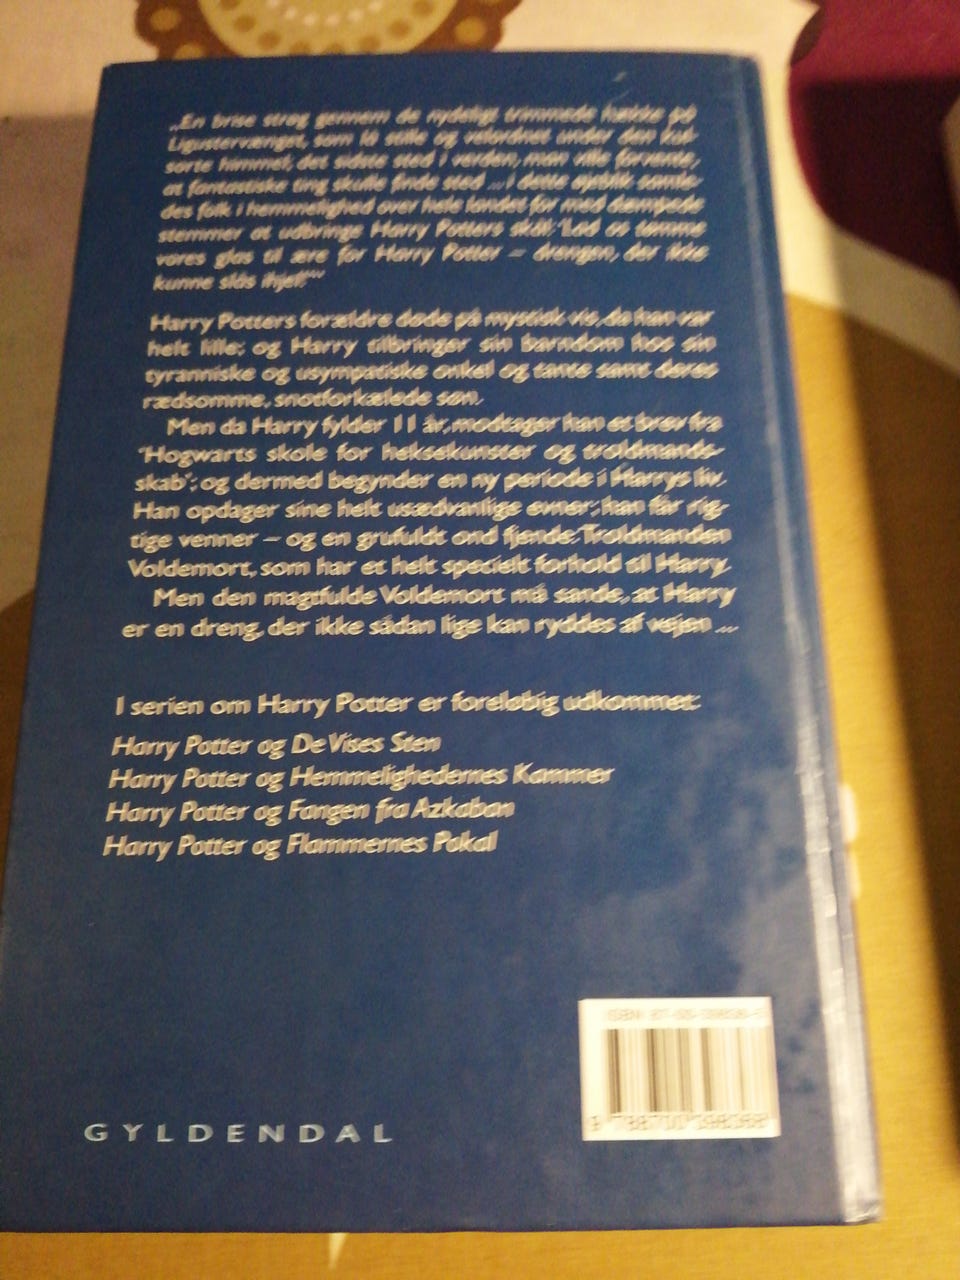 „En brise strøg gennem de nydeligt trimmede hække på
Ligustervænget, som lå stille og velordnet under den kul-
sorte himmel, det sidste sted i verden, man ville forvente,
at fantastiske ting skulle finde sted ... i dette øjeblik samle-
des folk i hemmelighed over hele landet for med dæmpede
stemmer at udbringe Harry Potters skål: 'Lad os tømme
vores glas til ære for Harry Potter – drengen, der ikke
kunne slås ihjel!'“
Harry Potters forældre døde på mystisk vis, da han var
helt lille; og Harry tilbringer sin barndom hos sin
tyranniske og usympatiske onkel og tante samt deres
rædsomme, snotforkælede søn.
Men da Harry fylder 11 år, modtager han et brev fra
'Hogwarts skole for heksekunster og troldmands-
skab'; og dermed begynder en ny periode i Harrys liv.
Han opdager sine helt usædvanlige evner; han får rig-
tige venner – og en grufuldt ond fjende: Troldmanden
Voldemort, som har et helt specielt forhold til Harry.
Men den magtfulde Voldemort må sande, at Harry
er en dreng, der ikke sådan lige kan ryddes af vejen ...
I serien om Harry Potter er foreløbig udkommet:
Harry Potter og De Vises Sten
Harry Potter og Hemmelighedernes Kammer
Harry Potter og Fangen fra Azkaban
Harry Potter og Flammernes Pokal
ISBN
GYLDENDAL